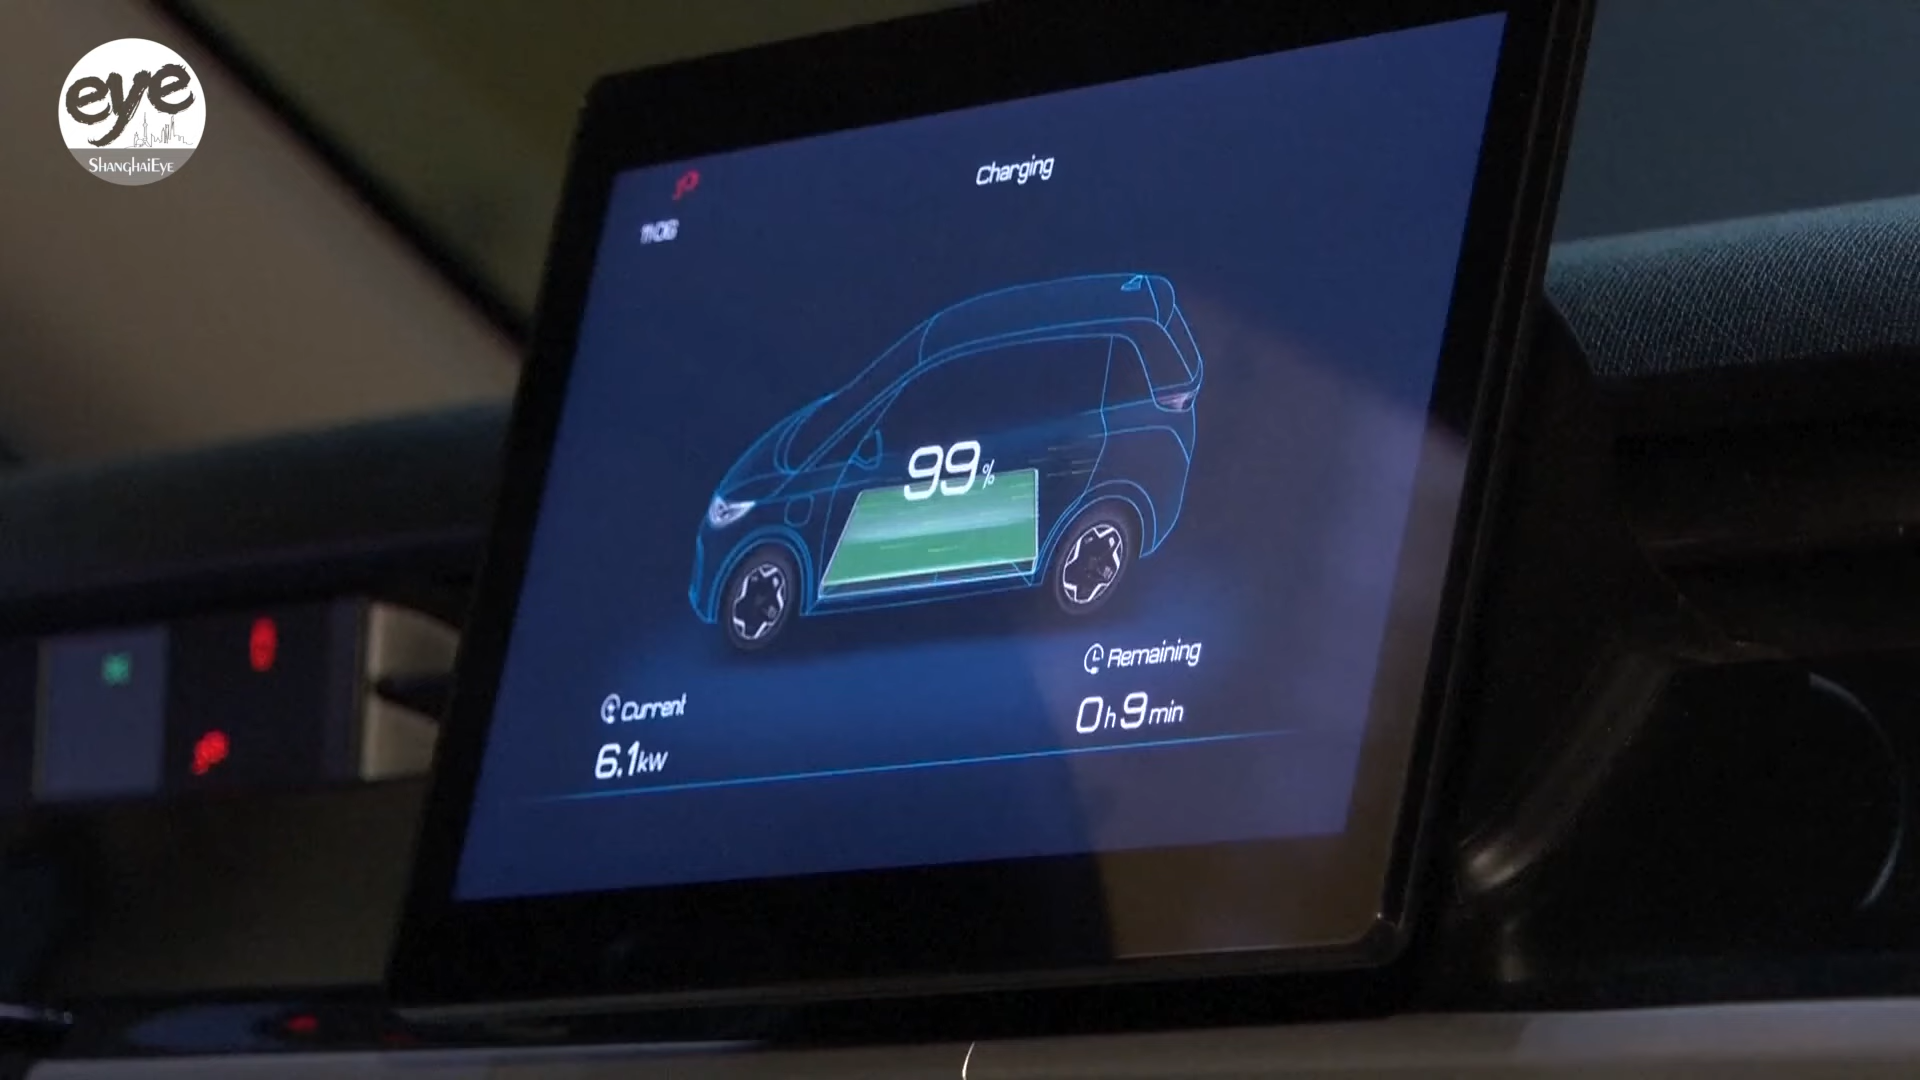 eye
SHANGHAIEYE
Charging
11:06
99%
Current
6.1kW
Remaining
0h9min